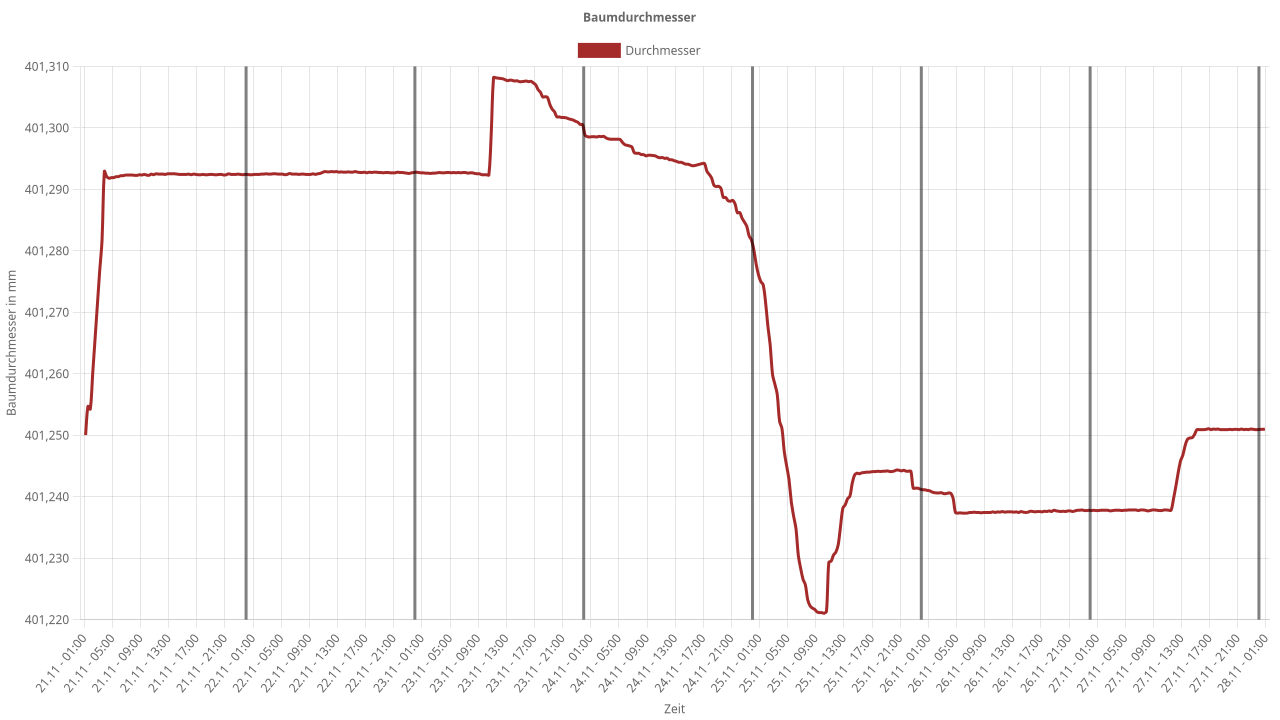 Baumdurchmesser
Durchmesser
401,310
401,300
401,290
401,280
401,270
401,260
401,250
401,240
401,230
401,220
Baumdurchmesser in mm
21.11 - 01:00
21.11 - 05:00
21.11 - 09:00
21.11 - 13:00
21.11 - 17:00
21.11 - 21:00
22.11 - 01:00
22.11 - 05:00
22.11 - 09:00
22.11 - 13:00
22.11 - 17:00
22.11 - 21:00
23.11 - 01:00
23.11 - 05:00
23.11 - 09:00
23.11 - 13:00
23.11 - 17:00
23.11 - 21:00
24.11 - 01:00
24.11 - 05:00
24.11 - 09:00
24.11 - 13:00
24.11 - 17:00
24.11 - 21:00
25.11 - 01:00
25.11 - 05:00
25.11 - 09:00
25.11 - 13:00
25.11 - 17:00
25.11 - 21:00
26.11 - 01:00
26.11 - 05:00
26.11 - 09:00
26.11 - 13:00
26.11 - 17:00
26.11 - 21:00
27.11 - 01:00
27.11 - 05:00
27.11 - 09:00
27.11 - 13:00
27.11 - 17:00
27.11 - 21:00
28.11 - 01:00
Zeit